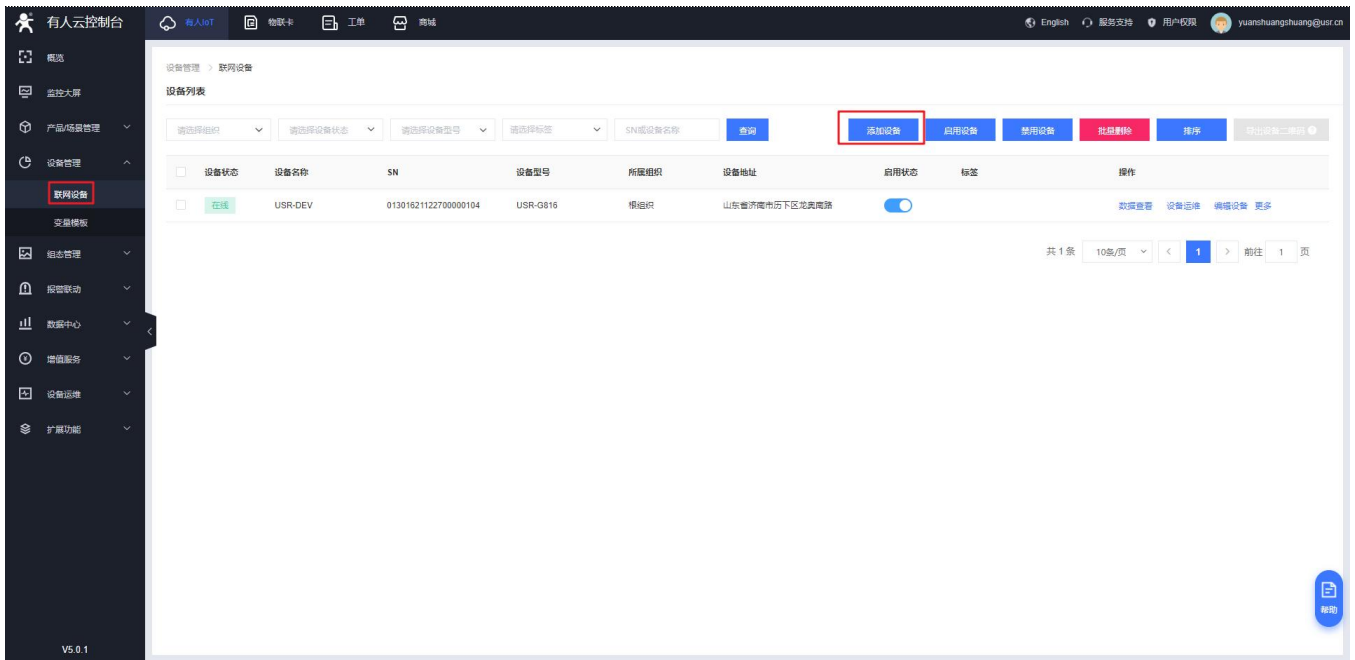 有人云控制台
有人IoT 物联卡 工单 商城 English 服务支持 用户权限 yuanshuangshuang@usr.cn
概览
监控大屏
产品/场景管理
设备管理
联网设备
变量模板
组态管理
报警联动
数据中心
增值服务
设备运维
扩展功能
V5.0.1
设备管理 > 联网设备
设备列表
请选择组织 请选择设备状态 请选择设备型号 请选择标签 SN或设备名称 查询 添加设备 启用设备 禁用设备 批量删除 排序 导出设备二维码
设备状态 设备名称 SN 设备型号 所属组织 设备地址 启用状态 标签 操作
在线 USR-DEV 01301621122700000104 USR-G816 根组织 山东省济南市历下区龙奥南路 数据查看 设备运维 编辑设备 更多
共 1 条 10条/页 < 1 > 前往 1 页
帮助